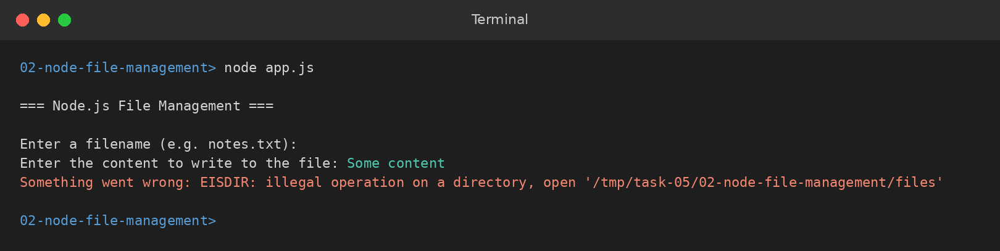 Terminal
02-node-file-management> node app.js
=== Node.js File Management ===
Enter a filename (e.g. notes.txt):
Enter the content to write to the file: Some content
Something went wrong: EISDIR: illegal operation on a directory, open '/tmp/task-05/02-node-file-management/files'
02-node-file-management>